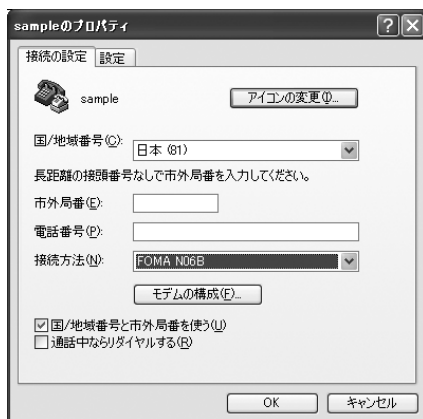 sampleのプロパティ
接続の設定 設定
sample
アイコンの変更(I)...
国/地域番号(C):
日本 (81)
長距離の接頭番号なしで市外局番を入力してください。
市外局番(E):
電話番号(P):
接続方法(N):
FOMA N06B
モデムの構成(F)...
国/地域番号と市外局番を使う(U)
通話中ならリダイヤルする(R)
OK キャンセル